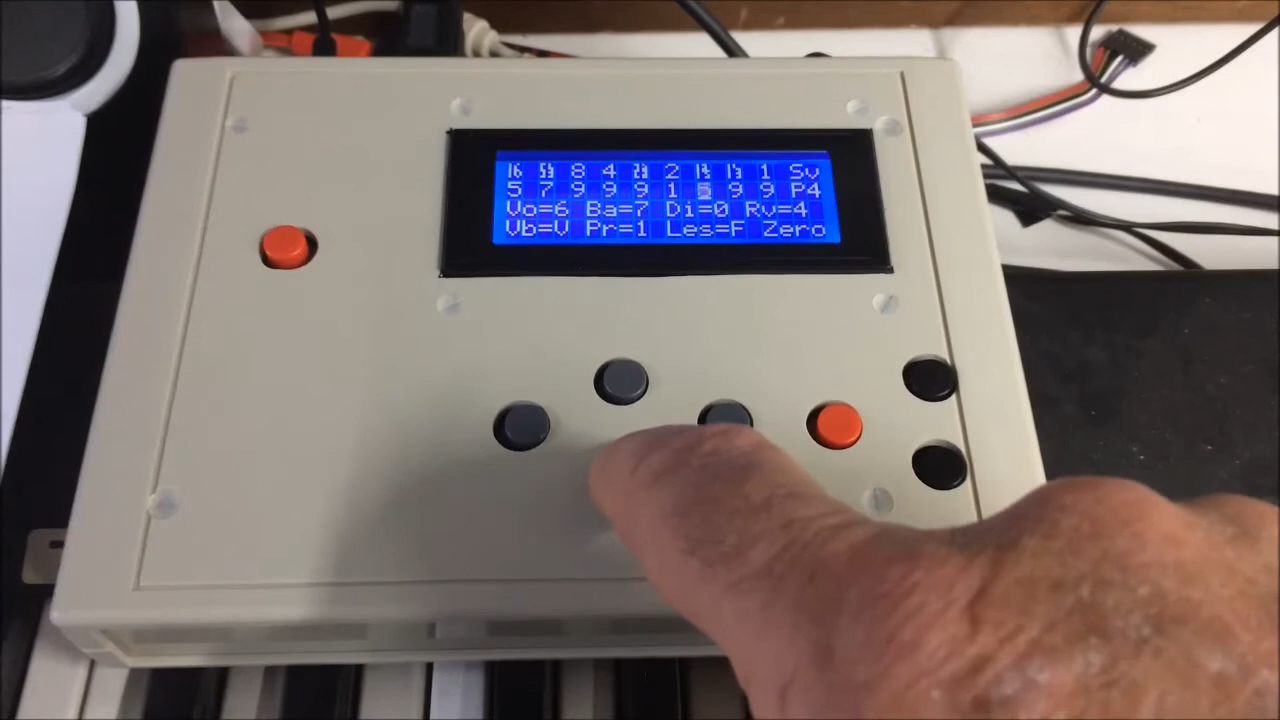 16 5⅓ 8 4 2⅔ 2 1⅗ 1⅓ 1 Sv
5 7 9 9 9 1 5 9 9 P4
Vo=6 Ba=7 Di=0 Rv=4
Vb=V Pr=1 Les=F Zero